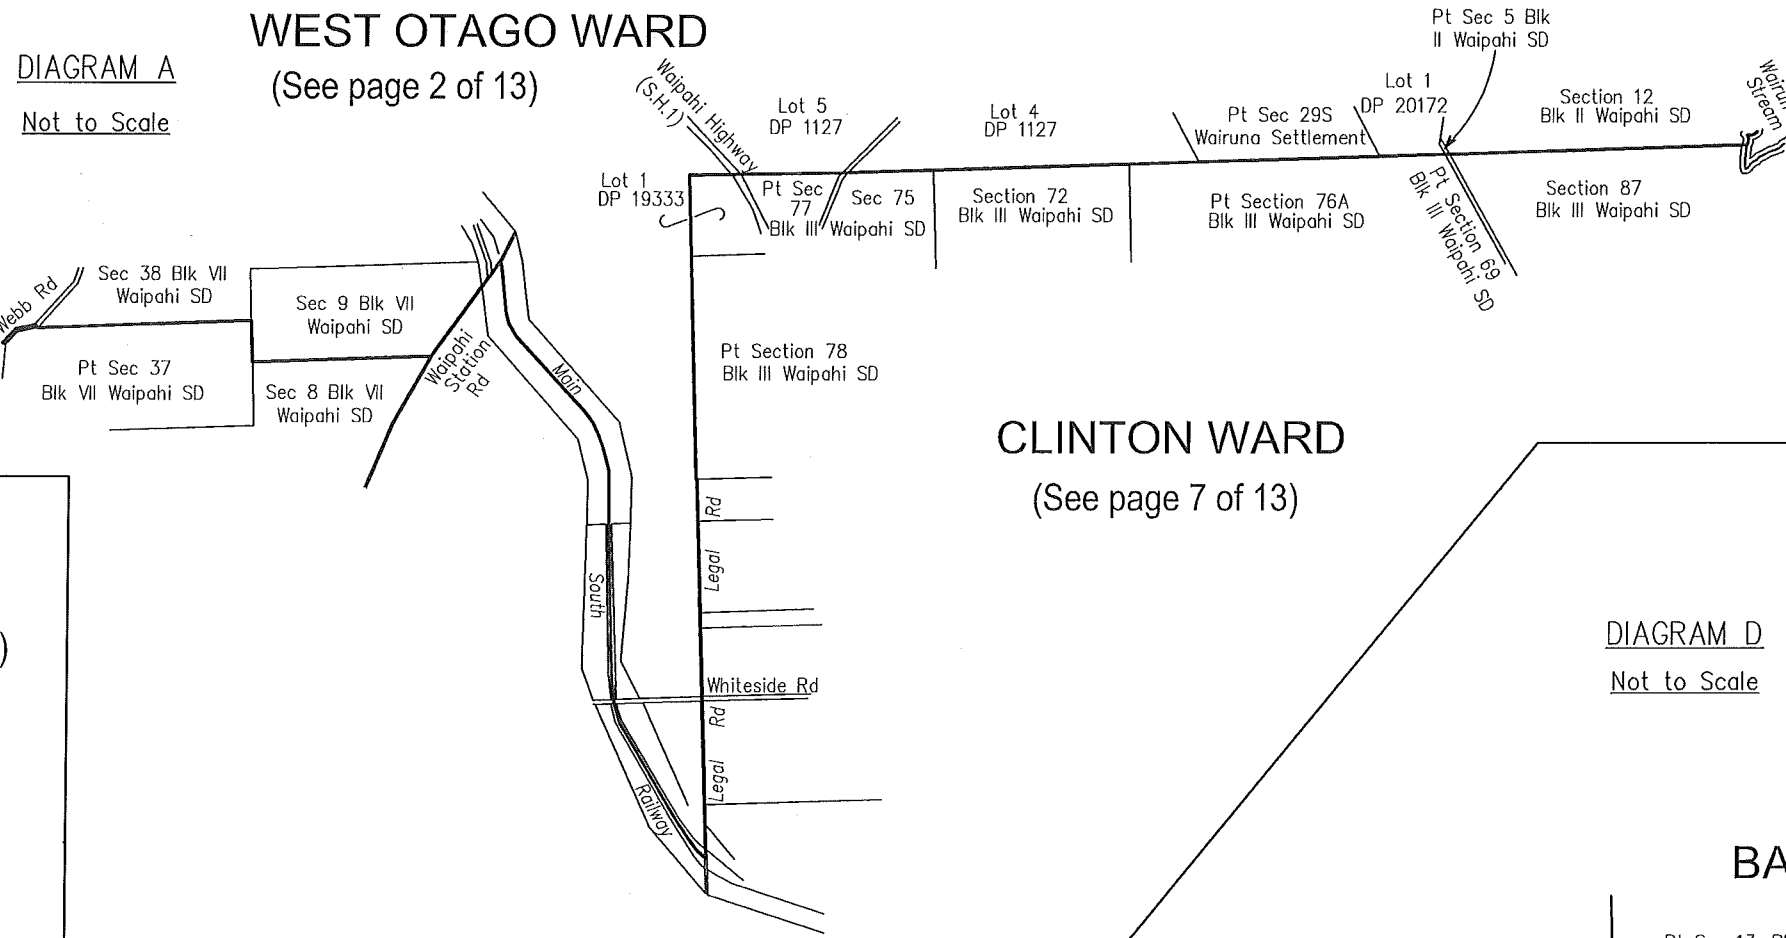 WEST OTAGO WARD
(See page 2 of 13)
DIAGRAM A
Not to Scale
Waipahi Highway
(S.H.1)
Lot 5
DP 1127
Lot 4
DP 1127
Pt Sec 29S
Wairuna Settlement
Lot 1
DP 20172
Pt Sec 5 Blk
II Waipahi SD
Section 12
Blk II Waipahi SD
Stream
Lot 1
DP 19333
Pt Sec
77
Blk III
Sec 75
Waipahi SD
Section 72
Blk III Waipahi SD
Pt Section 76A
Blk III Waipahi SD
Pt Section 69
Blk III Waipahi SD
Section 87
Blk III Waipahi SD
Webb Rd
Sec 38 Blk VII
Waipahi SD
Sec 9 Blk VII
Waipahi SD
Pt Sec 37
Blk VII Waipahi SD
Sec 8 Blk VII
Waipahi SD
Waipahi
Station
Rd
Main
South
Railway
Pt Section 78
Blk III Waipahi SD
Legal Rd
Whiteside Rd
Legal Rd
CLINTON WARD
(See page 7 of 13)
)
DIAGRAM D
Not to Scale
BA